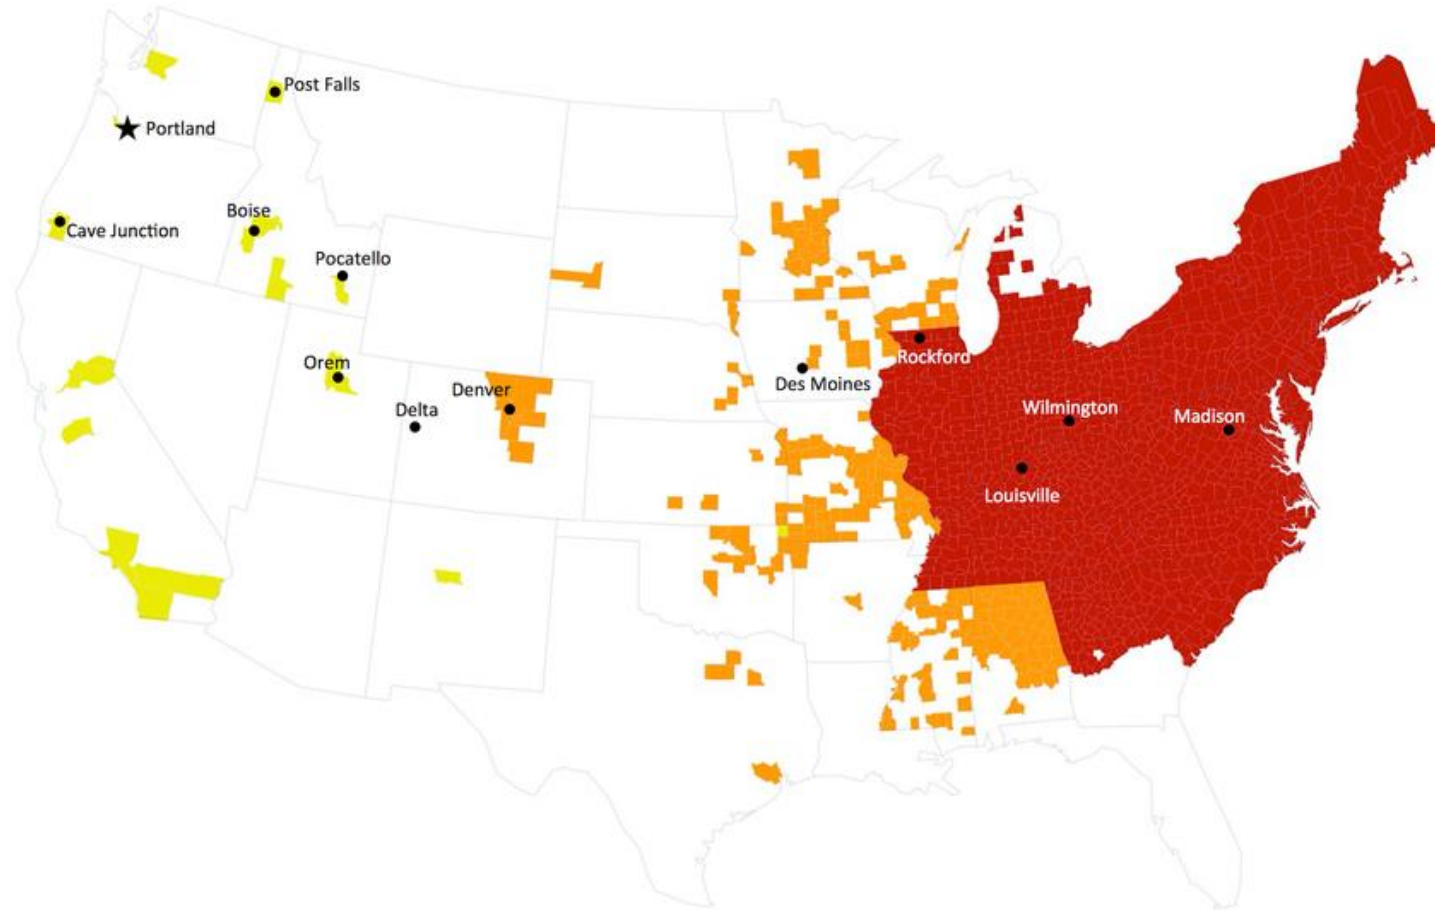 Post Falls
Portland
Boise
Cave Junction
Pocatello
Rockford
Orem
Des Moines
Denver
Delta
Wilmington
Madison
Louisville